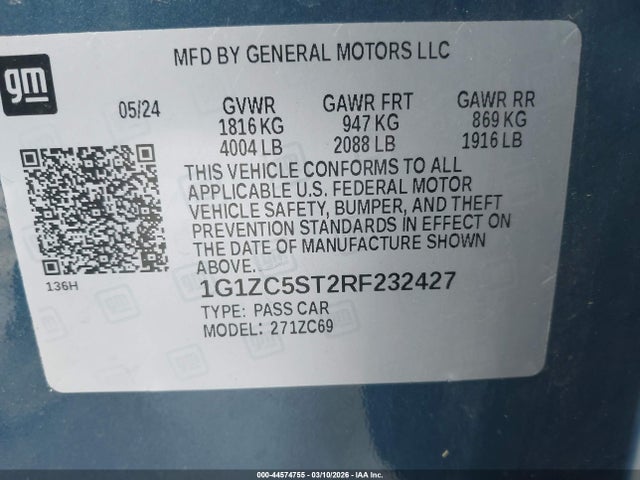 gm
MFD BY GENERAL MOTORS LLC
05/24 GVWR GAWR FRT GAWR RR
1816 KG 947 KG 869 KG
4004 LB 2088 LB 1916 LB
THIS VEHICLE CONFORMS TO ALL
APPLICABLE U.S. FEDERAL MOTOR
VEHICLE SAFETY, BUMPER, AND THEFT
PREVENTION STANDARDS IN EFFECT ON
THE DATE OF MANUFACTURE SHOWN
ABOVE.
136H
1G1ZC5ST2RF232427
TYPE: PASS CAR
MODEL: 271ZC69
000-44574755 - 03/10/2026 - IAA Inc.